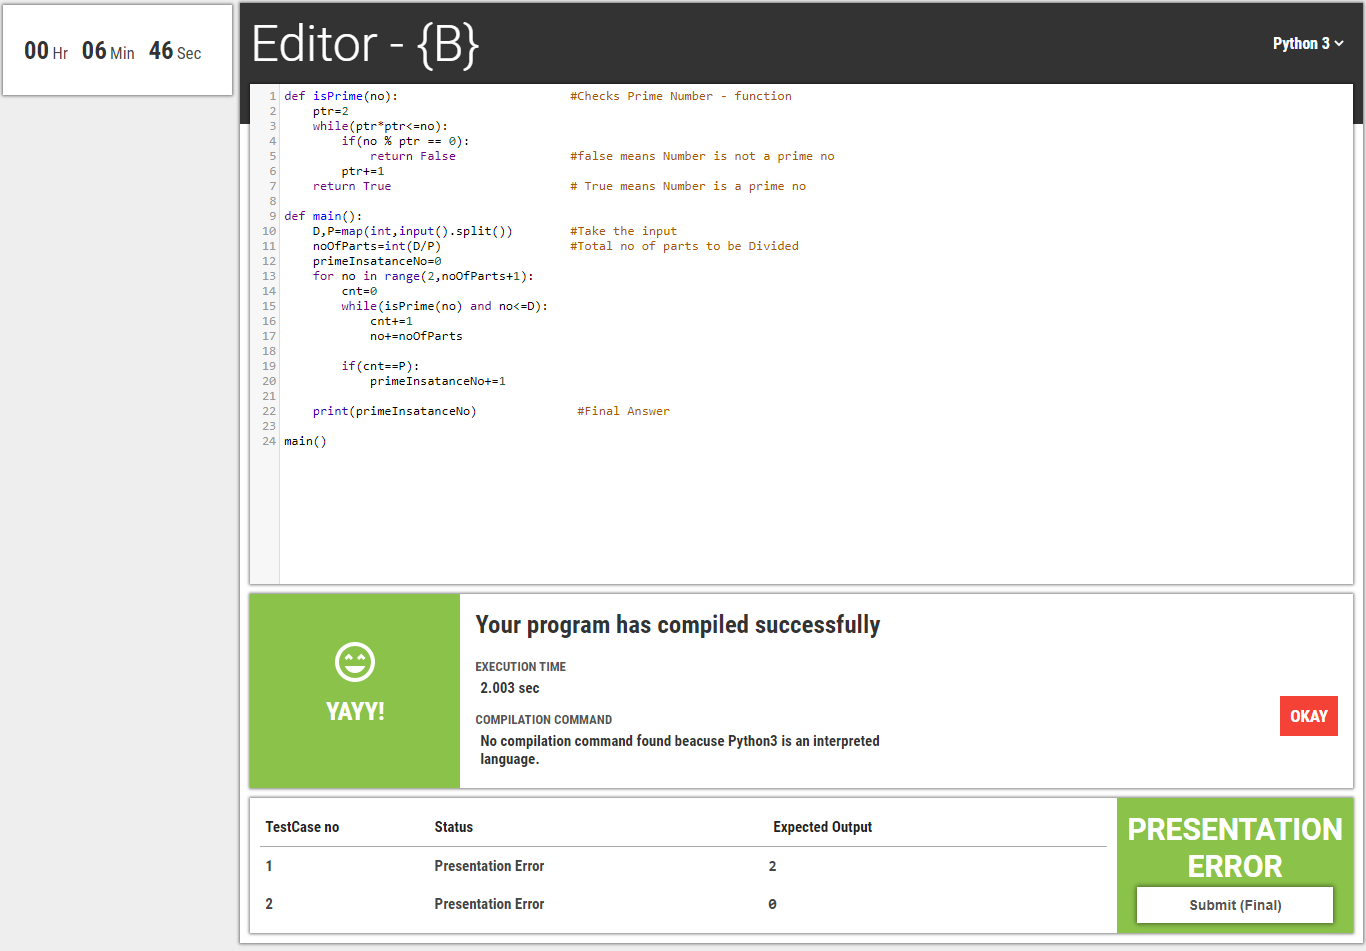 00 Hr 06 Min 46 Sec
Editor - {B}
Python 3
1 def isPrime(no): #Checks Prime Number - function
2 ptr=2
3 while(ptr*ptr<=no):
4 if(no % ptr == 0):
5 return False #false means Number is not a prime no
6 ptr+=1
7 return True # True means Number is a prime no
8
9 def main():
10 D,P=map(int,input().split()) #Take the input
11 noOfParts=int(D/P) #Total no of parts to be Divided
12 primeInsatanceNo=0
13 for no in range(2,noOfParts+1):
14 cnt=0
15 while(isPrime(no) and no<=D):
16 cnt+=1
17 no+=noOfParts
18
19 if(cnt==P):
20 primeInsatanceNo+=1
21
22 print(primeInsatanceNo) #Final Answer
23
24 main()
YAYY!
Your program has compiled successfully
EXECUTION TIME
2.003 sec
COMPILATION COMMAND
No compilation command found beacuse Python3 is an interpreted
language.
OKAY
TestCase no Status Expected Output
1 Presentation Error 2
2 Presentation Error 0
PRESENTATION
ERROR
Submit (Final)